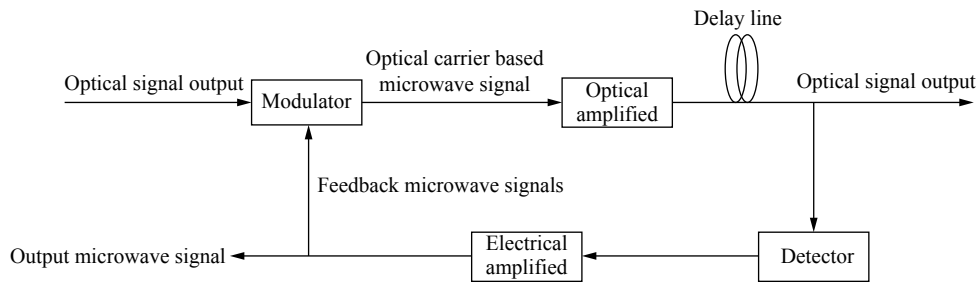 Delay line
Optical signal output
Modulator
Optical carrier based
microwave signal
Optical
amplified
Optical signal output
Feedback microwave signals
Output microwave signal
Electrical
amplified
Detector